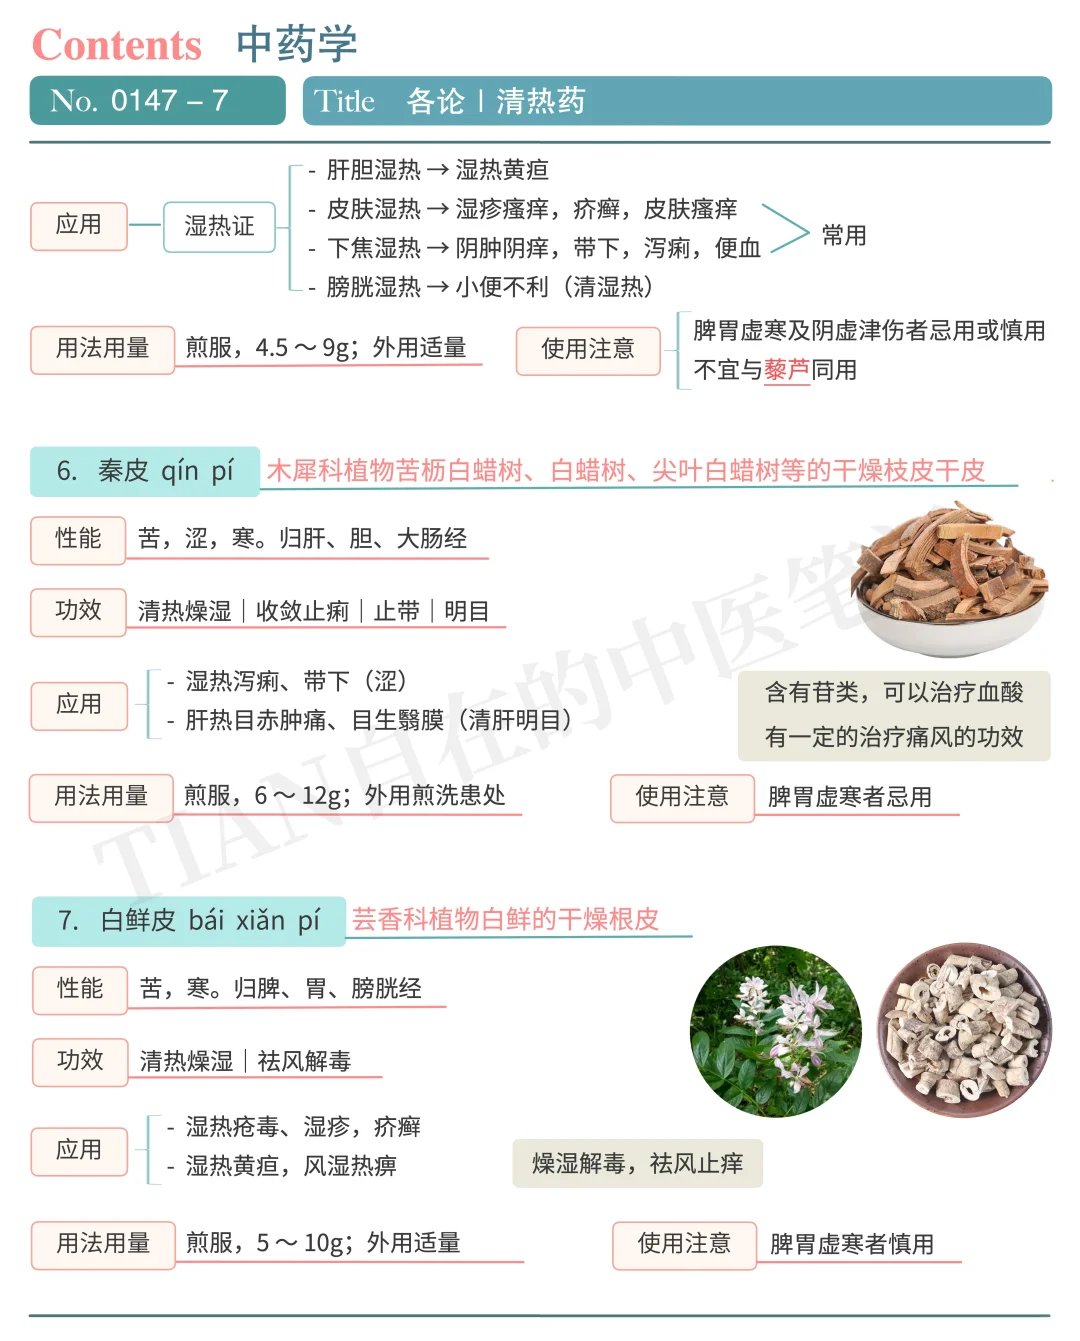 Contents 中药学
No. 0147 – 7
Title 各论 | 清热药
应用
湿热证
- 肝胆湿热 → 湿热黄疸
- 皮肤湿热 → 湿疹瘙痒，疥癣，皮肤瘙痒
- 下焦湿热 → 阴肿阴痒，带下，泻痢，便血
常用
- 膀胱湿热 → 小便不利（清湿热）
用法用量 煎服，4.5 ～ 9g；外用适量
使用注意
脾胃虚寒及阴虚津伤者忌用或慎用
不宜与藜芦同用
6. 秦皮 qín pí 木犀科植物苦枥白蜡树、白蜡树、尖叶白蜡树等的干燥枝皮干皮
性能 苦，涩，寒。归肝、胆、大肠经
功效 清热燥湿｜收敛止痢｜止带｜明目
应用
- 湿热泻痢、带下（涩）
- 肝热目赤肿痛、目生翳膜（清肝明目）
含有苷类，可以治疗血酸
有一定的治疗痛风的功效
用法用量 煎服，6 ～ 12g；外用煎洗患处
使用注意 脾胃虚寒者忌用
TIAN自在的中医笔
7. 白鲜皮 bái xiǎn pí 芸香科植物白鲜的干燥根皮
性能 苦，寒。归脾、胃、膀胱经
功效 清热燥湿｜祛风解毒
应用
- 湿热疮毒、湿疹，疥癣
- 湿热黄疸，风湿热痹
燥湿解毒，祛风止痒
用法用量 煎服，5 ～ 10g；外用适量
使用注意 脾胃虚寒者慎用